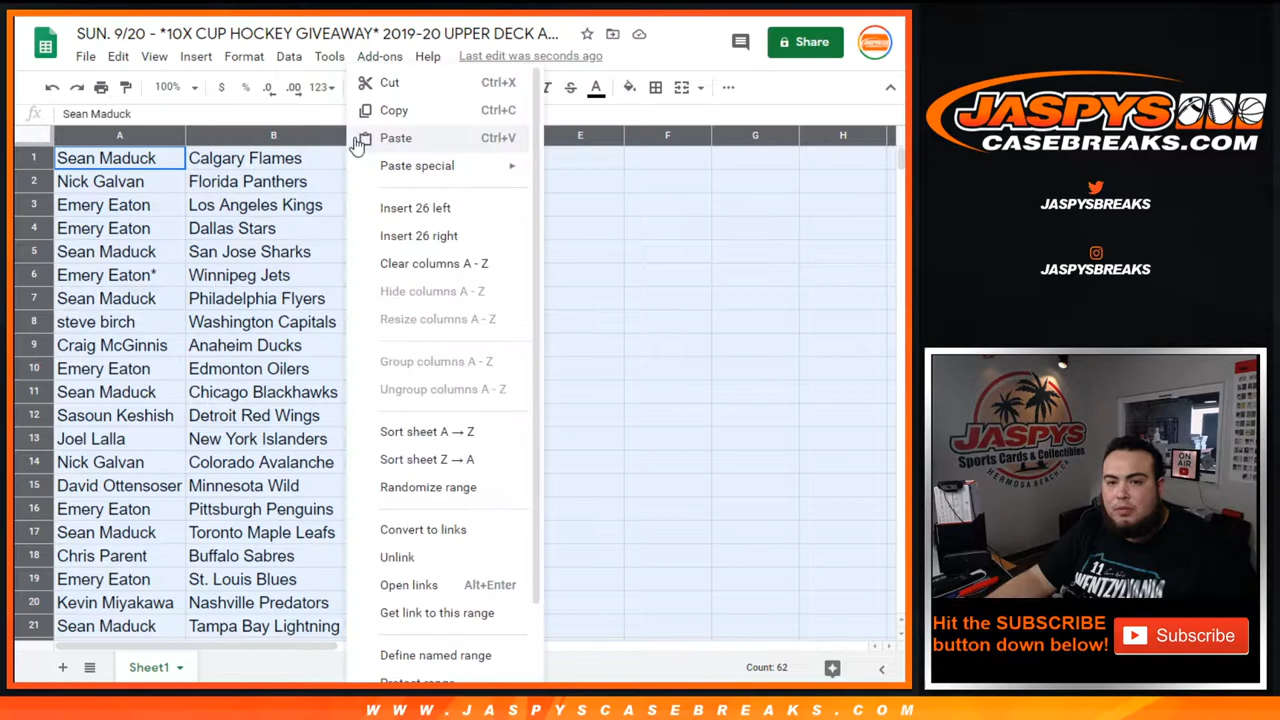 SUN. 9/20 - *10X CUP HOCKEY GIVEAWAY* 2019-20 UPPER DECK A...
File Edit View Insert Format Data Tools Add-ons Help Last edit was seconds ago
Share
100% $ % .0 .00 123
fx Sean Maduck
A B E F G H
1 Sean Maduck Calgary Flames
2 Nick Galvan Florida Panthers
3 Emery Eaton Los Angeles Kings
4 Emery Eaton Dallas Stars
5 Sean Maduck San Jose Sharks
6 Emery Eaton* Winnipeg Jets
7 Sean Maduck Philadelphia Flyers
8 steve birch Washington Capitals
9 Craig McGinnis Anaheim Ducks
10 Emery Eaton Edmonton Oilers
11 Sean Maduck Chicago Blackhawks
12 Sasoun Keshish Detroit Red Wings
13 Joel Lalla New York Islanders
14 Nick Galvan Colorado Avalanche
15 David Ottensoser Minnesota Wild
16 Emery Eaton Pittsburgh Penguins
17 Sean Maduck Toronto Maple Leafs
18 Chris Parent Buffalo Sabres
19 Emery Eaton St. Louis Blues
20 Kevin Miyakawa Nashville Predators
21 Sean Maduck Tampa Bay Lightning
Cut Ctrl+X
Copy Ctrl+C
Paste Ctrl+V
Paste special
Insert 26 left
Insert 26 right
Clear columns A - Z
Hide columns A - Z
Resize columns A - Z
Group columns A - Z
Ungroup columns A - Z
Sort sheet A → Z
Sort sheet Z → A
Randomize range
Convert to links
Unlink
Open links Alt+Enter
Get link to this range
Define named range
Protect range
Sheet1
Count: 62
JASPYS
CASEBREAKS.COM
JASPYSBREAKS
JASPYSBREAKS
JASPYS
Sports Cards & Collectibles
HERMOSA BEACH, CA
ON AIR
11
WENTZYLVANIA
Hit the SUBSCRIBE
button down below!
Subscribe
WWW.JASPYSCASEBREAKS.COM